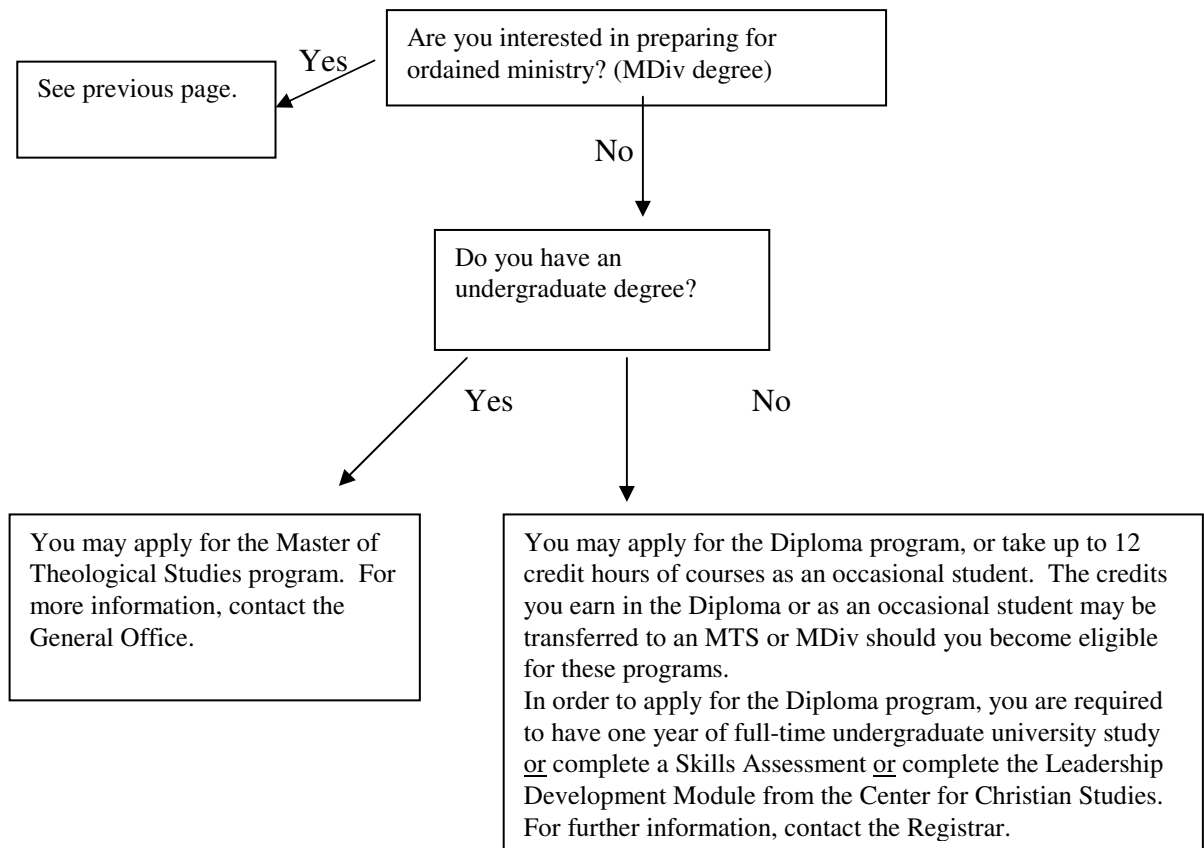 Are you interested in preparing for
ordained ministry? (MDiv degree)
Yes
See previous page.
No
Do you have an
undergraduate degree?
Yes
No
You may apply for the Master of
Theological Studies program.  For
more information, contact the
General Office.
You may apply for the Diploma program, or take up to 12
credit hours of courses as an occasional student.  The credits
you earn in the Diploma or as an occasional student may be
transferred to an MTS or MDiv should you become eligible
for these programs.
In order to apply for the Diploma program, you are required
to have one year of full-time undergraduate university study
or complete a Skills Assessment or complete the Leadership
Development Module from the Center for Christian Studies.
For further information, contact the Registrar.